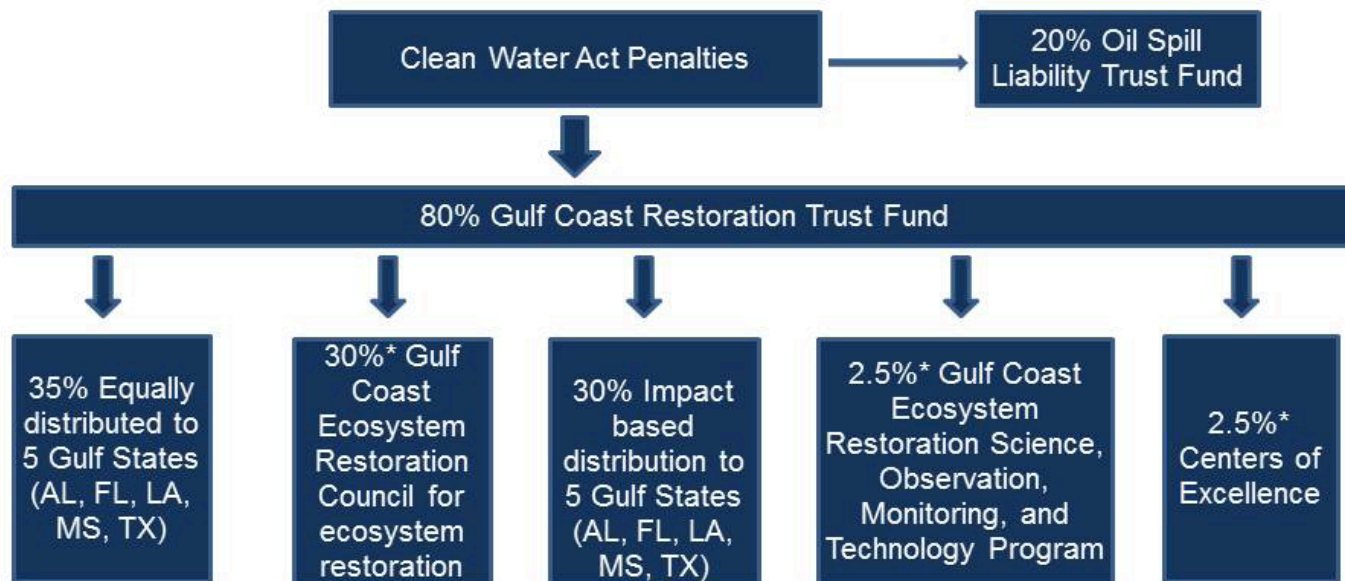 Clean Water Act Penalties
20% Oil Spill
Liability Trust Fund
80% Gulf Coast Restoration Trust Fund
35% Equally
distributed to
5 Gulf States
(AL, FL, LA,
MS, TX)
30%* Gulf
Coast
Ecosystem
Restoration
Council for
ecosystem
restoration
30% Impact
based
distribution to
5 Gulf States
(AL, FL, LA,
MS, TX)
2.5%* Gulf Coast
Ecosystem
Restoration Science,
Observation,
Monitoring, and
Technology Program
2.5%*
Centers of
Excellence